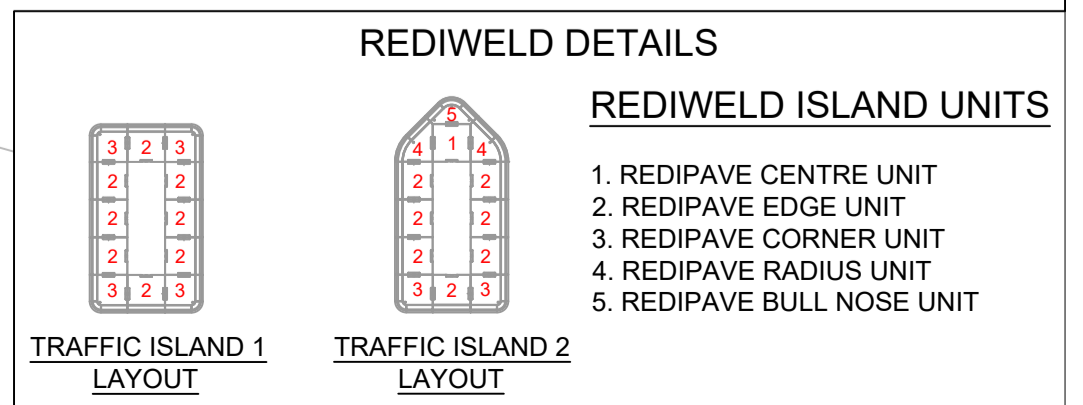 REDIWELD DETAILS
3 2 3
2 2
2 2
2 2
3 2 3
TRAFFIC ISLAND 1
LAYOUT
5
4 1 4
2 2
2 2
2 2
3 2 3
TRAFFIC ISLAND 2
LAYOUT
REDIWELD ISLAND UNITS
1. REDIPAVE CENTRE UNIT
2. REDIPAVE EDGE UNIT
3. REDIPAVE CORNER UNIT
4. REDIPAVE RADIUS UNIT
5. REDIPAVE BULL NOSE UNIT